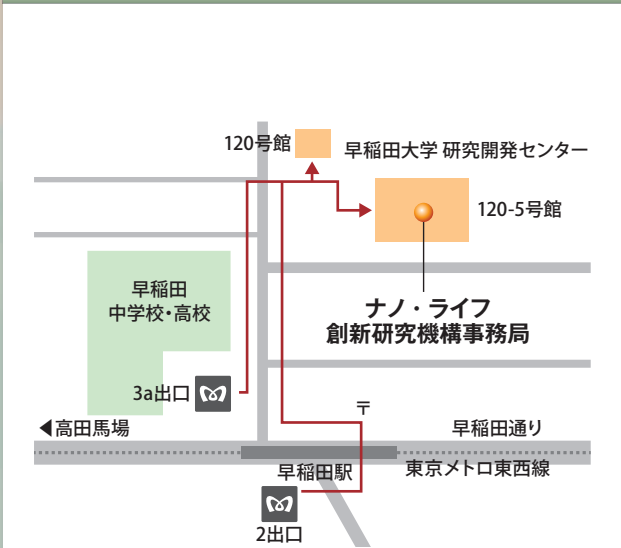 120号館
早稲田大学 研究開発センター
120-5号館
早稲田
中学校・高校
ナノ・ライフ
創新研究機構事務局
3a出口
〒
◀高田馬場
早稲田通り
早稲田駅
東京メトロ東西線
2出口